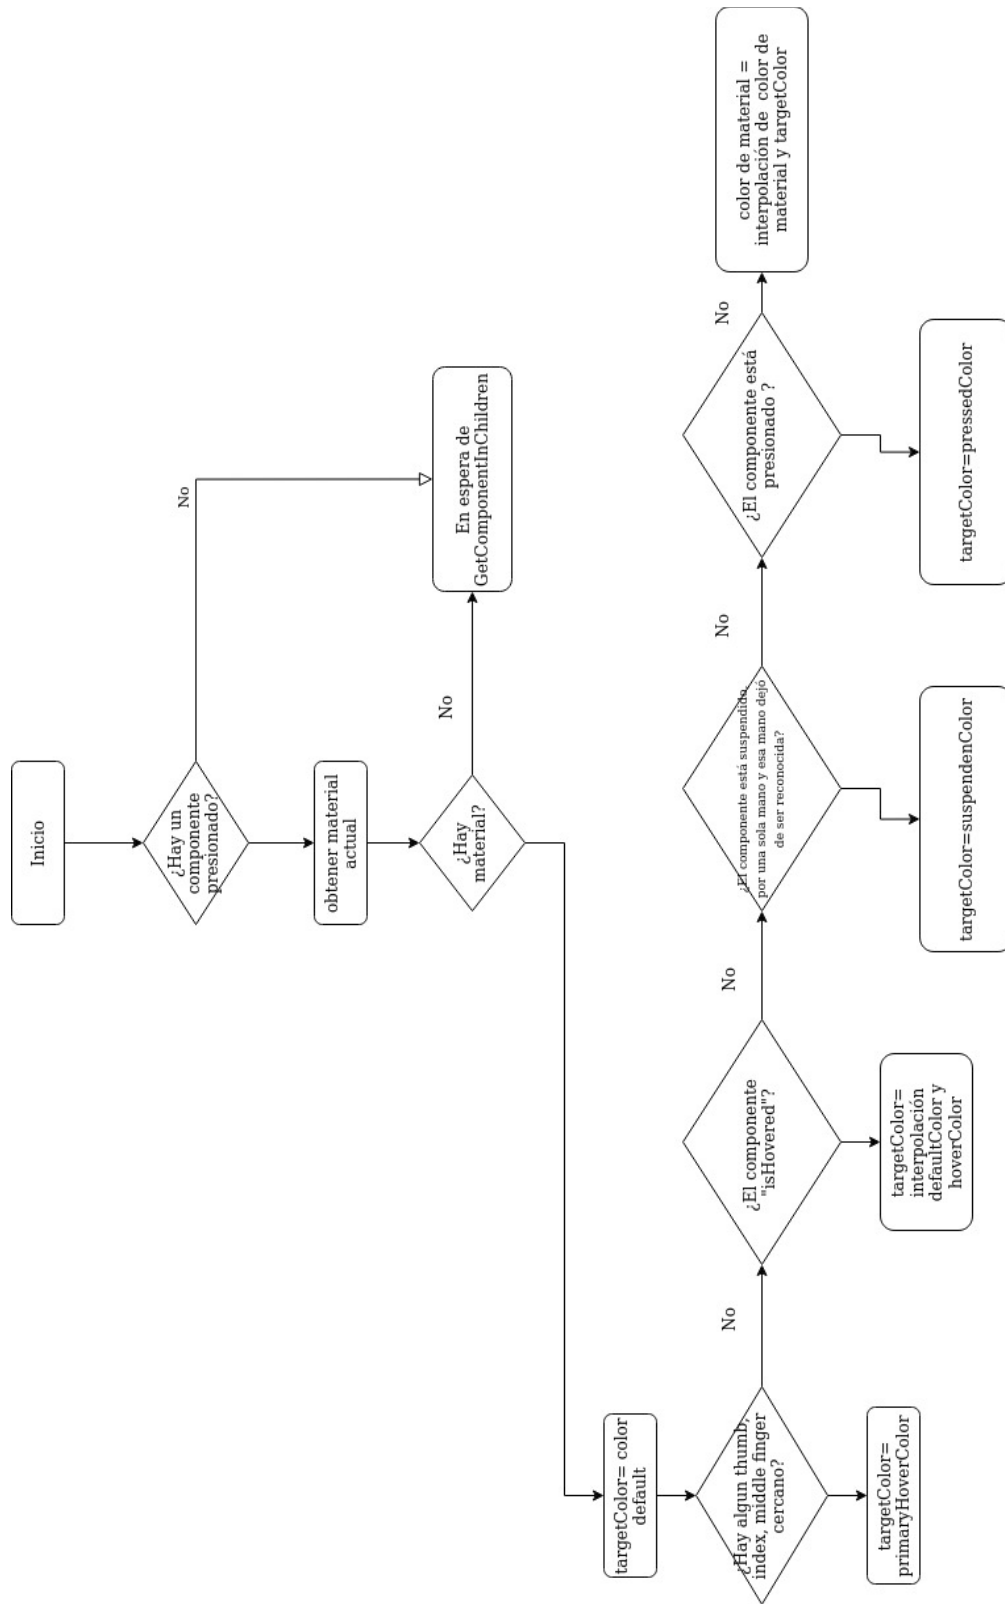 Inicio
¿Hay un
componente
presionado?
No
obtener material
actual
¿Hay
material?
No
En espera de
GetComponentInChildren
targetColor= color
default
¿Hay algun thumb,
index, middle finger
cercano?
targetColor=
primaryHoverColor
No
¿El componente
"isHovered"?
targetColor=
interpolación
defaultColor y
hoverColor
No
¿El componente está suspendido,
por una sola mano y esa mano dejó
de ser reconocida?
targetColor=suspendenColor
No
¿El componente está
presionado ?
targetColor=pressedColor
No
color de material =
interpolación de color de
material y targetColor